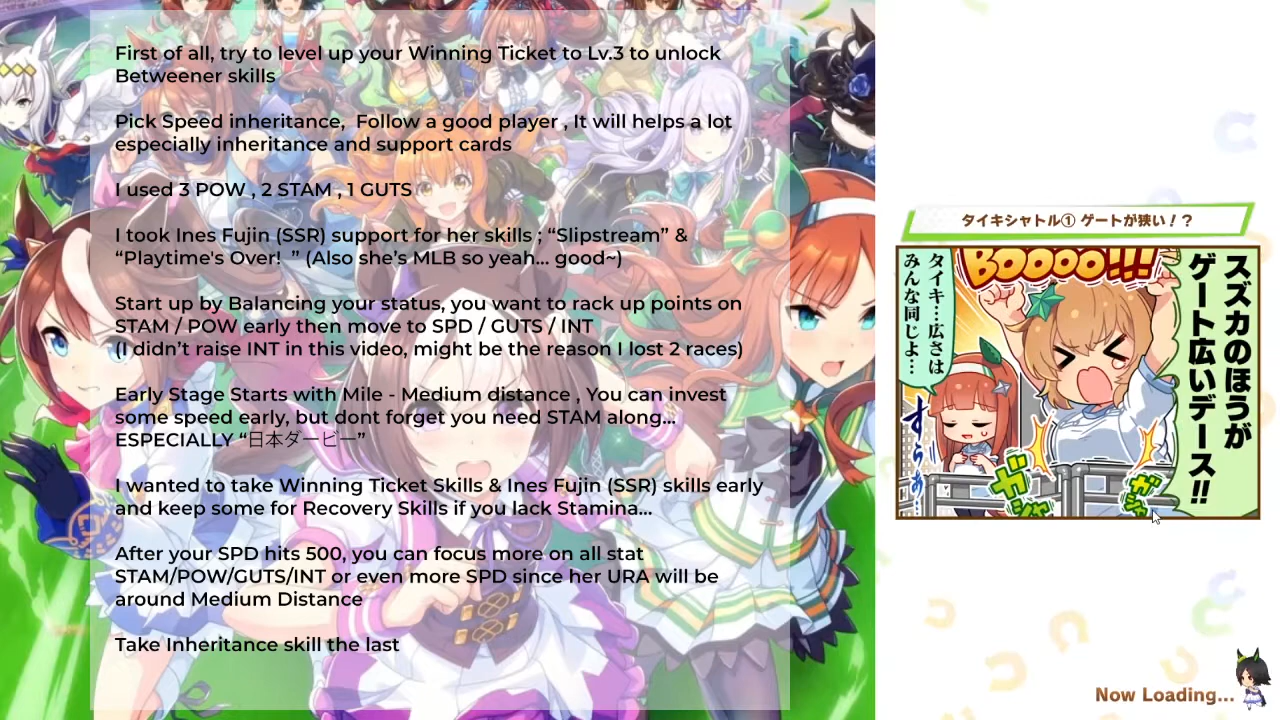 First of all, try to level up your Winning Ticket to Lv.3 to unlock
Betweener skills
Pick Speed inheritance,  Follow a good player , It will helps a lot
especially inheritance and support cards
I used 3 POW , 2 STAM , 1 GUTS
I took Ines Fujin (SSR) support for her skills ; “Slipstream” &
“Playtime's Over!  ” (Also she’s MLB so yeah... good~)
Start up by Balancing your status, you want to rack up points on
STAM / POW early then move to SPD / GUTS / INT
(I didn’t raise INT in this video, might be the reason I lost 2 races)
Early Stage Starts with Mile - Medium distance , You can invest
some speed early, but dont forget you need STAM along...
ESPECIALLY “日本ダービー”
I wanted to take Winning Ticket Skills & Ines Fujin (SSR) skills early
and keep some for Recovery Skills if you lack Stamina...
After your SPD hits 500, you can focus more on all stat
STAM/POW/GUTS/INT or even more SPD since her URA will be
around Medium Distance
Take Inheritance skill the last
タイキシャトル① ゲートが狭い！？
BOOOO!!!
スズカのほうが
ゲート広いデース!!
タイキ…広さは
みんな同じよ…
すらぁ…
ガシャ
ガシャ
Now Loading...